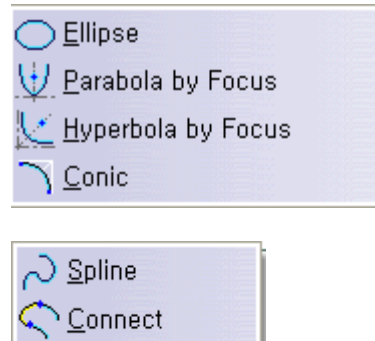 Ellipse
Parabola by Focus
Hyperbola by Focus
Conic
Spline
Connect